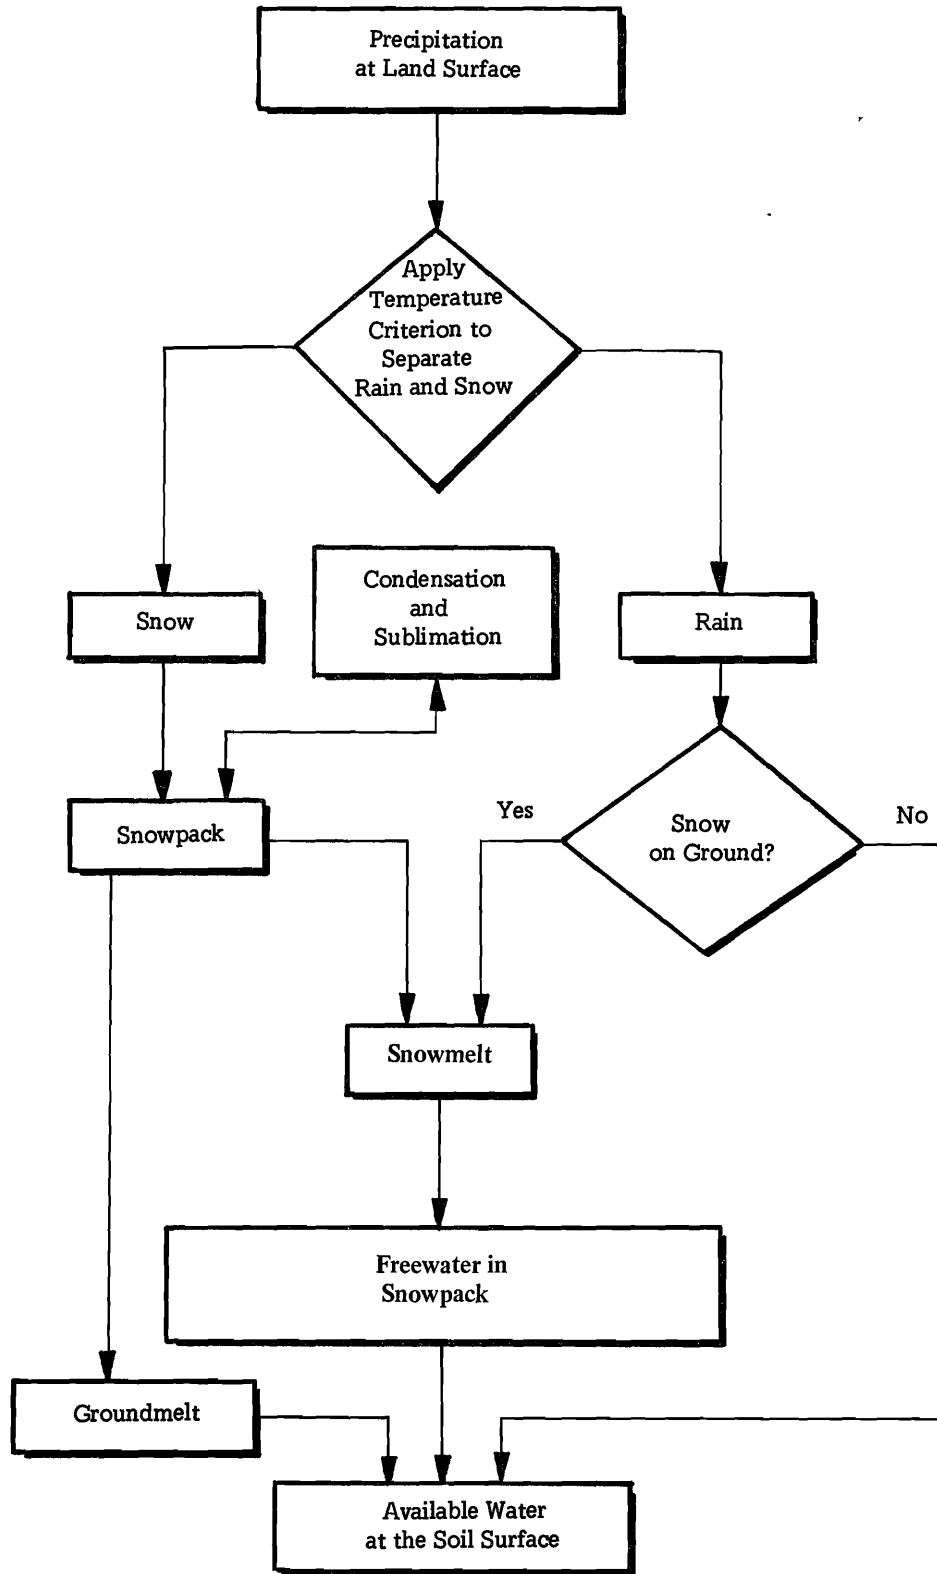 Precipitation
at Land Surface
Apply
Temperature
Criterion to
Separate
Rain and Snow
Snow
Condensation
and
Sublimation
Rain
Snowpack
Yes
Snow
on Ground?
No
Snowmelt
Freewater in
Snowpack
Groundmelt
Available Water
at the Soil Surface